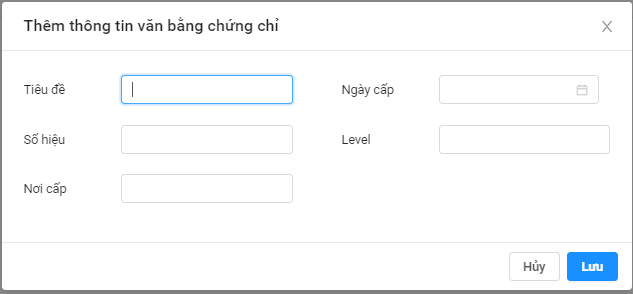 Thêm thông tin văn bằng chứng chỉ
Tiêu đề
Ngày cấp
Số hiệu
Level
Nơi cấp
Hủy
Lưu